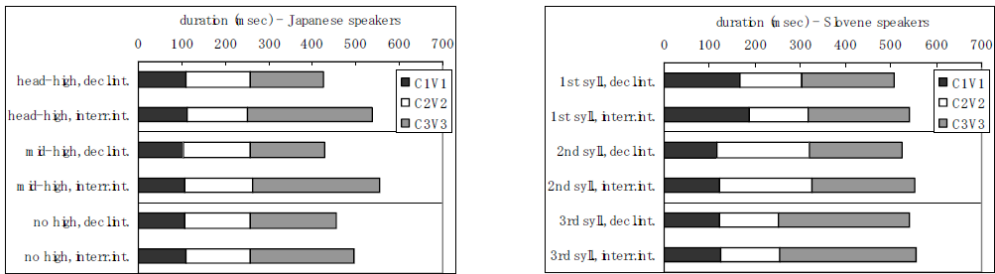 duration (msec) - Japanese speakers
0 100 200 300 400 500 600 700
head-high, decl.int.
head-high, interr.int.
mid-high, decl.int.
mid-high, interr.int.
no high, decl.int.
no high, interr.int.
C1V1
C2V2
C3V3
duration (msec) - Slovene speakers
0 100 200 300 400 500 600 700
1st syll, decl.int.
1st syll, interr.int.
2nd syll, decl.int.
2nd syll, interr.int.
3rd syll, decl.int.
3rd syll, interr.int.
C1V1
C2V2
C3V3